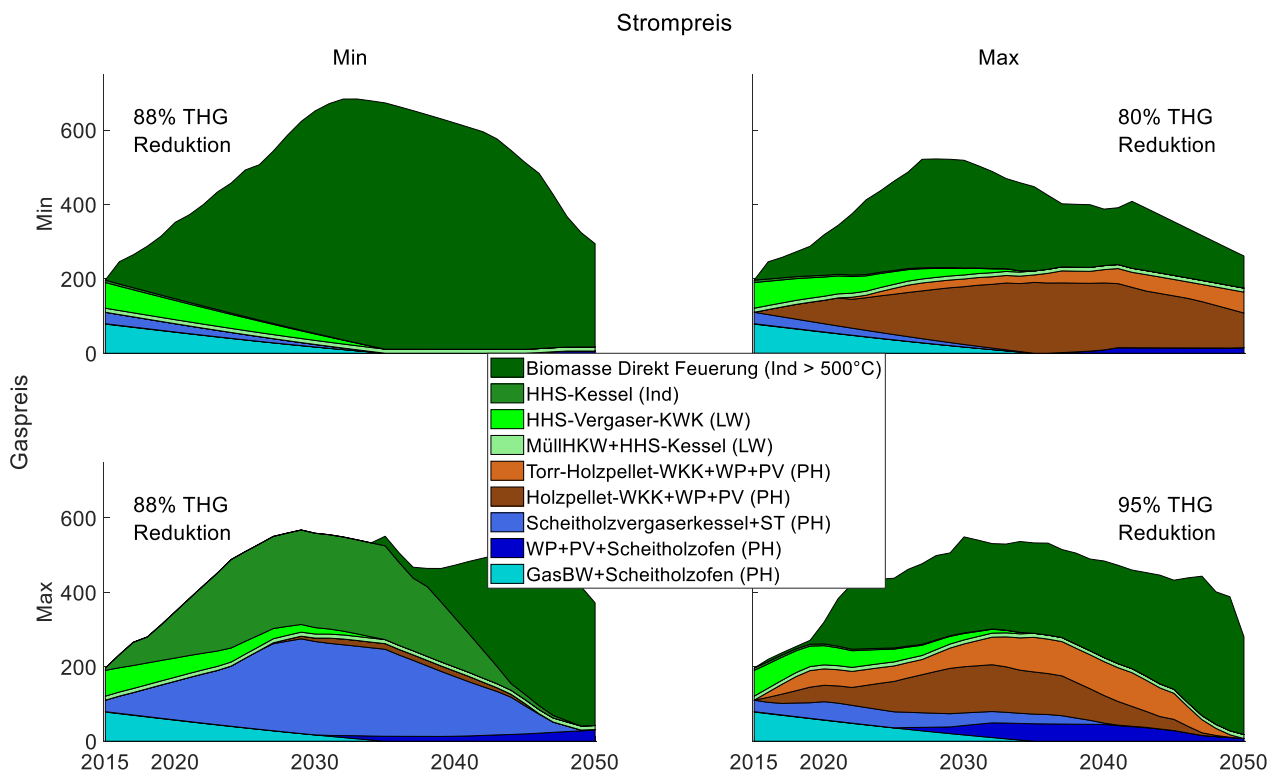 Strompreis
Min
Max
88% THG
Reduktion
80% THG
Reduktion
600
400
200
0
Min
Gaspreis
Biomasse Direkt Feuerung (Ind > 500°C)
HHS-Kessel (Ind)
HHS-Vergaser-KWK (LW)
MüllHKW+HHS-Kessel (LW)
Torr-Holzpellet-WKK+WP+PV (PH)
Holzpellet-WKK+WP+PV (PH)
Scheitholzvergaserkessel+ST (PH)
WP+PV+Scheitholzofen (PH)
GasBW+Scheitholzofen (PH)
88% THG
Reduktion
95% THG
Reduktion
600
400
200
0
Max
2015 2020 2030 2040 2050
2015 2020 2030 2040 2050